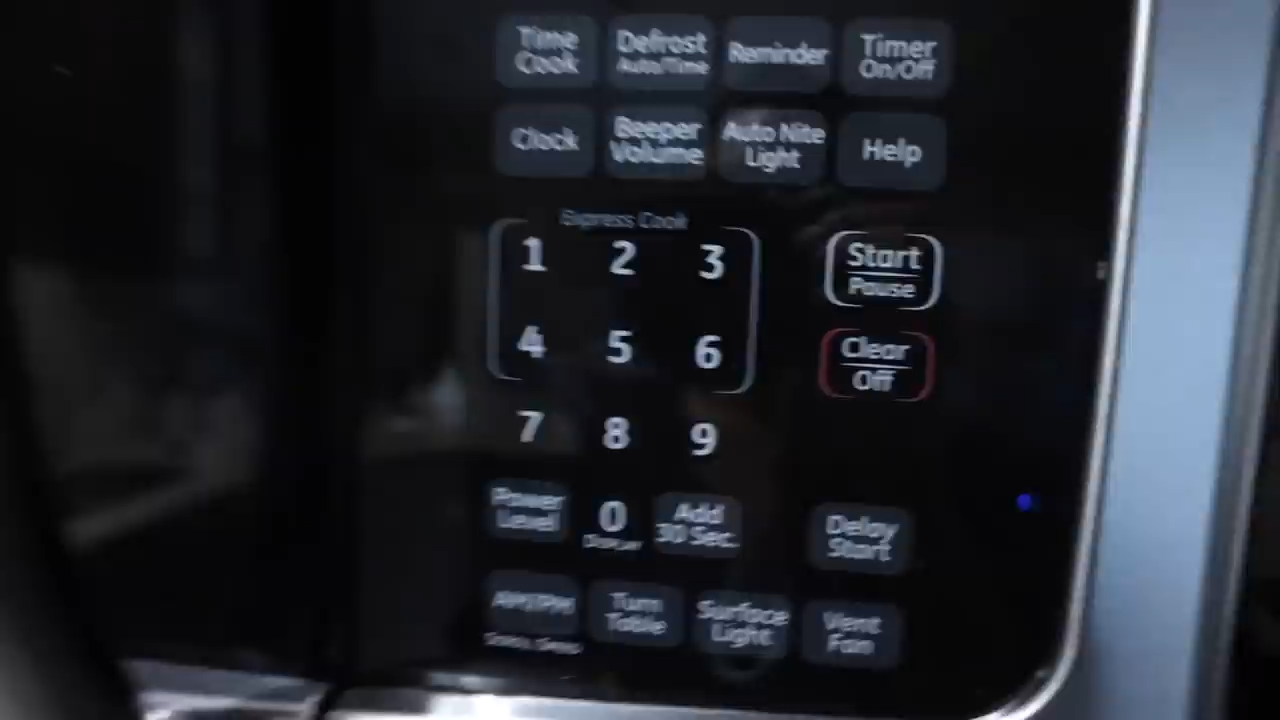 Time Cook
Defrost Auto/Time
Reminder
Timer On/Off
Clock
Beeper Volume
Auto Nite Light
Help
Express Cook
1 2 3
Start Pause
4 5 6
Clear Off
7 8 9
Power Level
0
Add 30 Sec.
Delay Start
AM/PM
Turn Table
Surface Light
Vent Fan